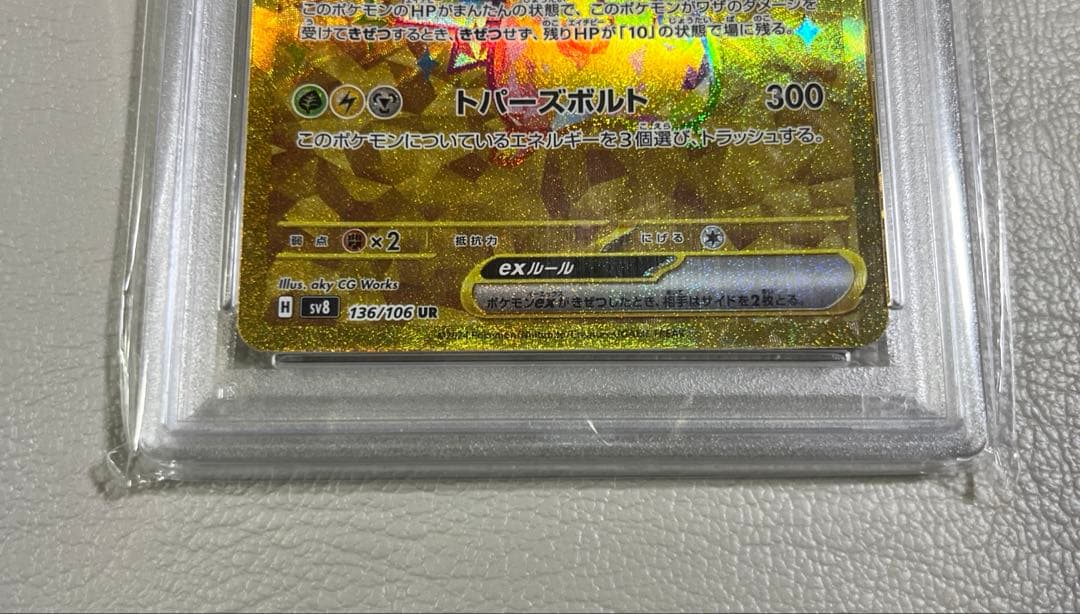 このポケモンのHPがまんたんの状態で、このポケモンがワザのダメージを
受けてきぜつするとき、きぜつせず、残りHPが「10」の状態で場に残る。
トパーズボルト 300
このポケモンについているエネルギーを3個選び、トラッシュする。
弱点 ×2 抵抗力 にげる
exルール
ポケモンexがきぜつしたとき、相手はサイドを2枚とる。
Illus. aky CG Works
H sv8 136/106 UR